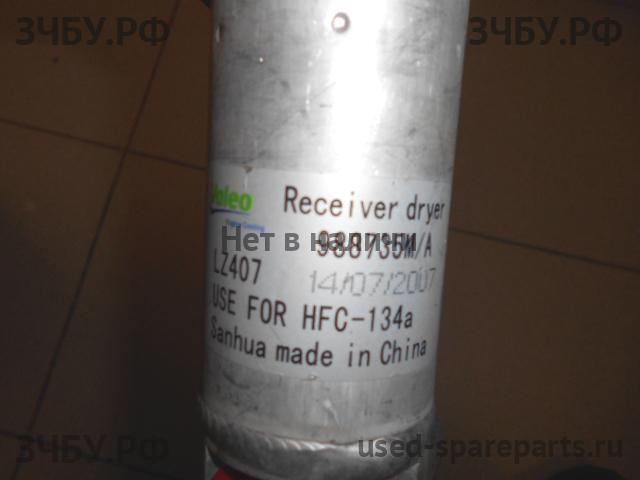 ЗЧБУ.РФ
ЗЧБУ.РФ
Valeo
Receiver dryer
Нет в наличии
988735M/A
LZ407
14/07/2007
USE FOR HFC-134a
Sanhua made in China
ЗЧБУ.РФ
used-spareparts.ru